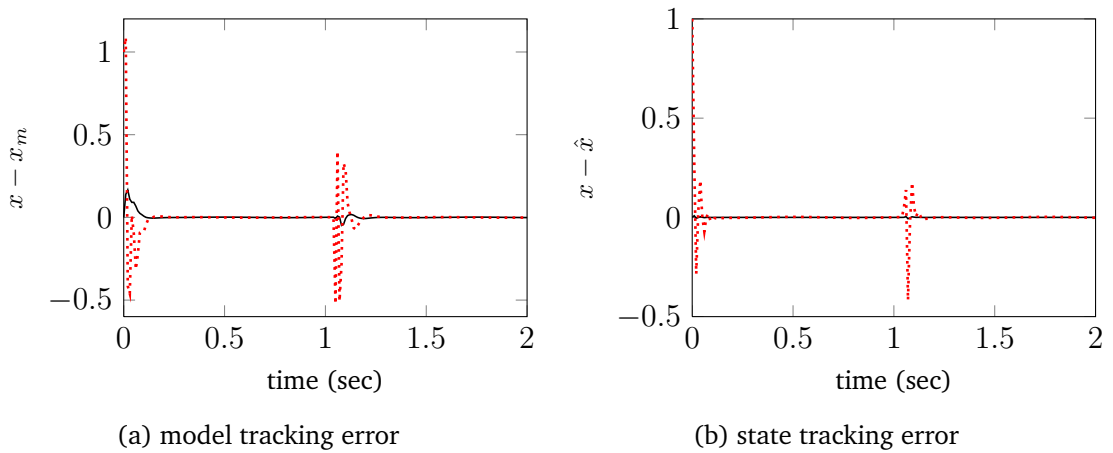 1
0.5
0
−0.5
x − x_m
0 0.5 1 1.5 2
time (sec)
(a) model tracking error
1
0.5
0
−0.5
x − x̂
0 0.5 1 1.5 2
time (sec)
(b) state tracking error